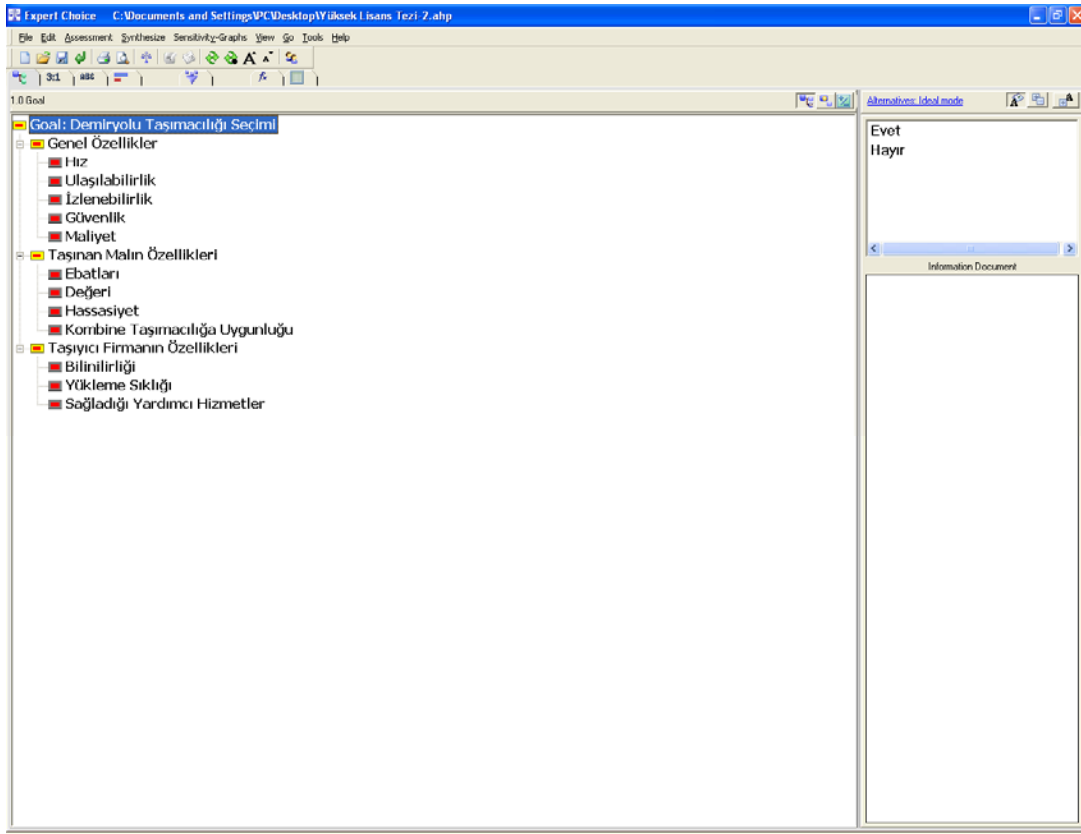 Expert Choice C:\Documents and Settings\PC\Desktop\Yüksek Lisans Tezi-2.ahp
File Edit Assessment Synthesize Sensitivity-Graphs View Go Tools Help
3:1 ABC
1.0 Goal
Alternatives: Ideal mode
Goal: Demiryolu Taşımacılığı Seçimi
Genel Özellikler
Hız
Ulaşılabilirlik
İzlenebilirlik
Güvenlik
Maliyet
Taşınan Malın Özellikleri
Ebatları
Değeri
Hassasiyet
Kombine Taşımacılığa Uygunluğu
Taşıyıcı Firmanın Özellikleri
Bilinilirliği
Yükleme Sıklığı
Sağladığı Yardımcı Hizmetler
Evet
Hayır
Information Document